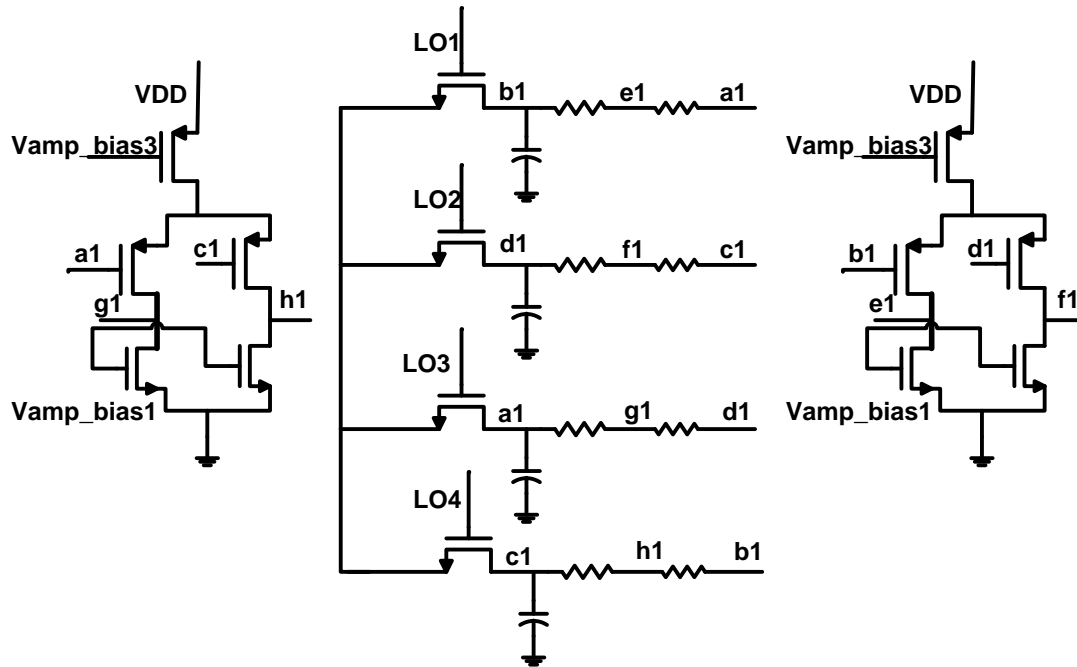 LO1
VDD
b1 e1 a1
Vamp_bias3
LO2
a1 c1
d1 f1 c1
g1 h1
LO3
Vamp_bias1
a1 g1 d1
LO4
c1 h1 b1
VDD
Vamp_bias3
b1 d1
e1 f1
Vamp_bias1